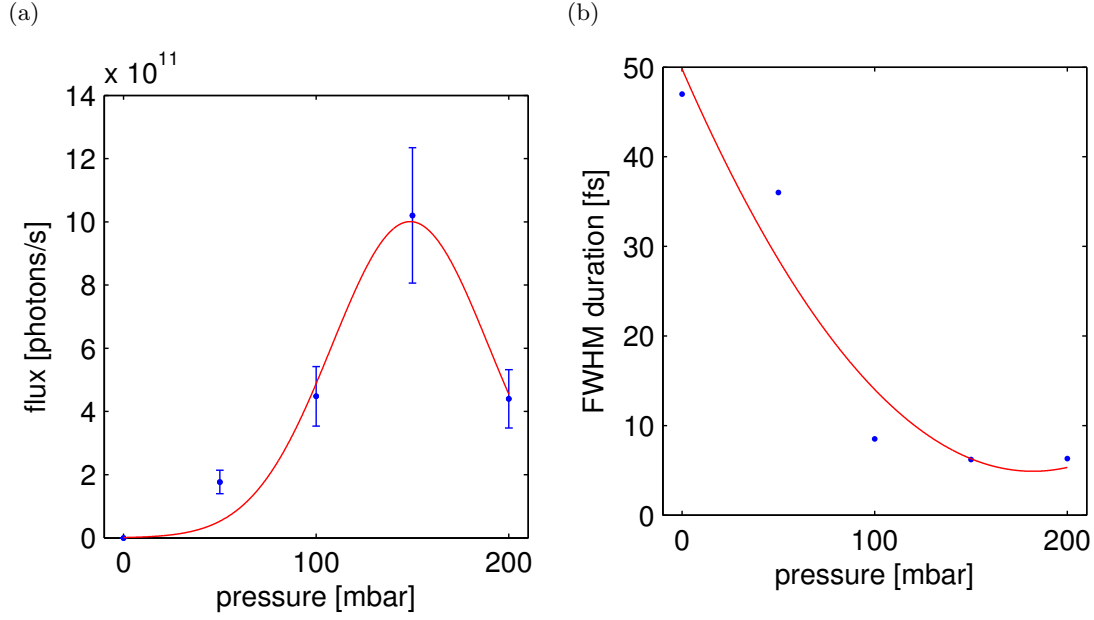 (a)
x 10^11
14
12
10
8
6
4
2
0
0
100
200
flux [photons/s]
pressure [mbar]
(b)
50
40
30
20
10
0
0
100
200
FWHM duration [fs]
pressure [mbar]